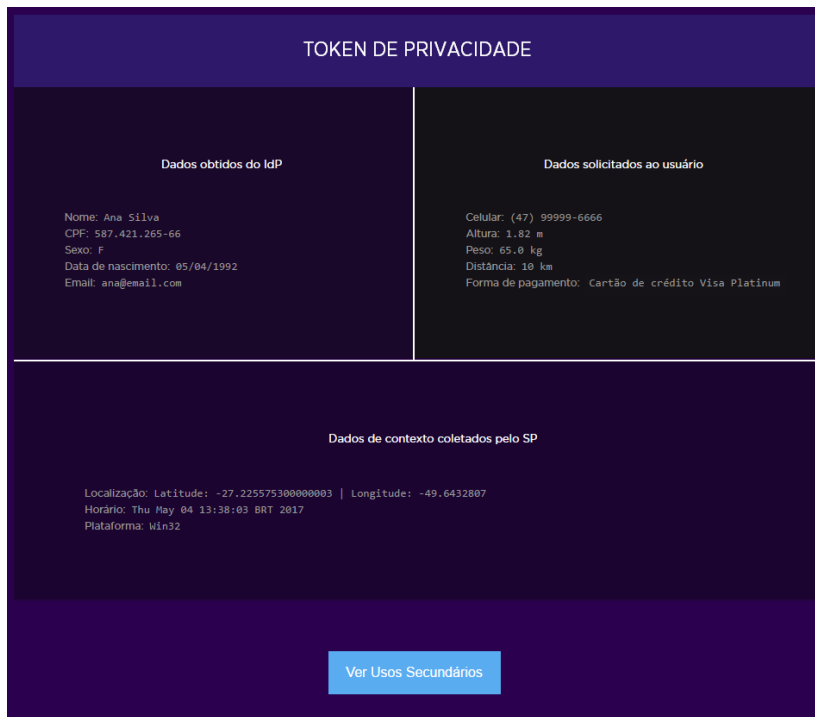 TOKEN DE PRIVACIDADE
Dados obtidos do IdP
Nome: Ana Silva
CPF: 587.421.265-66
Sexo: F
Data de nascimento: 05/04/1992
Email: ana@email.com
Dados solicitados ao usuário
Celular: (47) 99999-6666
Altura: 1.82 m
Peso: 65.0 kg
Distância: 10 km
Forma de pagamento: Cartão de crédito Visa Platinum
Dados de contexto coletados pelo SP
Localização: Latitude: -27.225575300000003 | Longitude: -49.6432807
Horário: Thu May 04 13:38:03 BRT 2017
Plataforma: Win32
Ver Usos Secundários